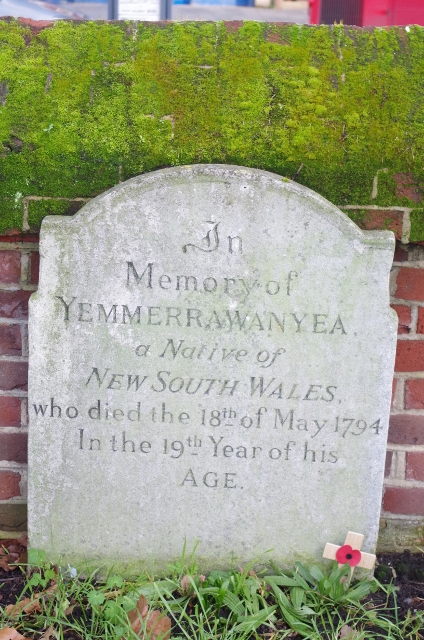 In
Memory of
YEMMERRAWANYEA.
a Native of
NEW SOUTH WALES,
who died the 18th of May 1794
In the 19th Year of his
AGE.